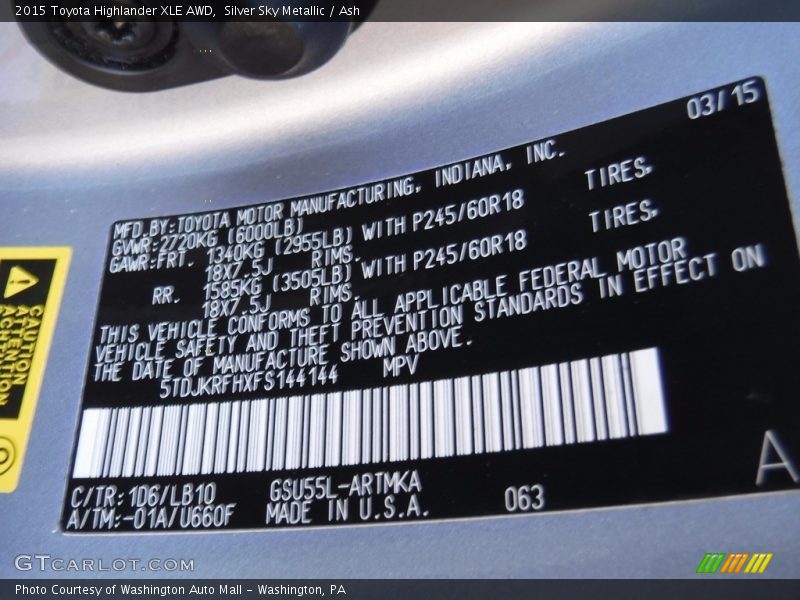 2015 Toyota Highlander XLE AWD, Silver Sky Metallic / Ash
03/15
MFD.BY:TOYOTA MOTOR MANUFACTURING, INDIANA, INC.
GVWR:2720KG (6000LB)
GAWR:FRT. 1340KG (2955LB) WITH P245/60R18 TIRES,
18X7.5J RIMS.
RR. 1585KG (3505LB) WITH P245/60R18 TIRES,
18X7.5J RIMS.
THIS VEHICLE CONFORMS TO ALL APPLICABLE FEDERAL MOTOR
VEHICLE SAFETY AND THEFT PREVENTION STANDARDS IN EFFECT ON
THE DATE OF MANUFACTURE SHOWN ABOVE.
5TDJKRFHXFS144144 MPV
C/TR:1D6/LB10 GSU55L-ARTMKA
A/TM:-01A/U660F MADE IN U.S.A. 063
A
CAUTION
ATTENTION
GTCARLOT.COM
Photo Courtesy of Washington Auto Mall - Washington, PA